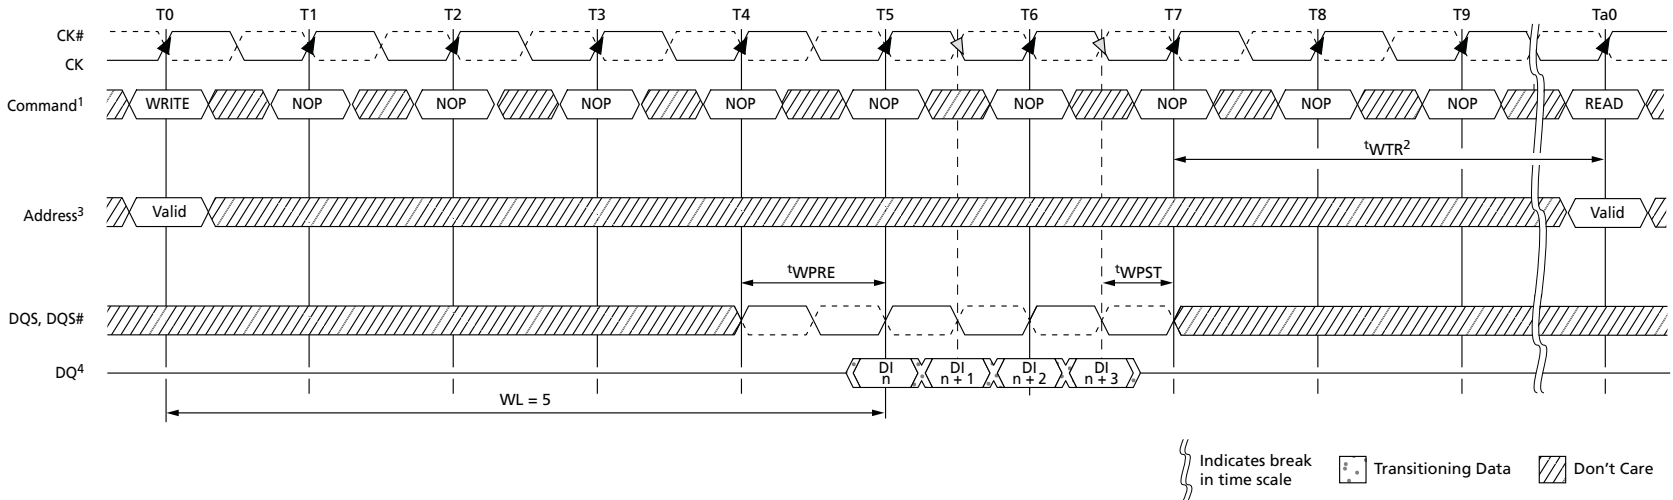 T0 T1 T2 T3 T4 T5 T6 T7 T8 T9 Ta0
CK#
CK
Command1 WRITE NOP NOP NOP NOP NOP NOP NOP NOP NOP READ
tWTR2
Address3 Valid Valid
tWPRE tWPST
DQS, DQS#
DQ4 DI n DI n + 1 DI n + 2 DI n + 3
WL = 5
Indicates break in time scale
Transitioning Data
Don't Care